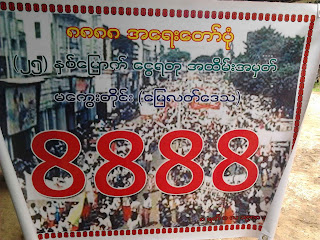 ၈၈၈၈ အရေးတော်ပုံ
(၂၅) နှစ်မြောက် ငွေရတု အထိမ်းအမှတ်
မကွေးတိုင်း (မြေလတ်ဒေသ)
8888